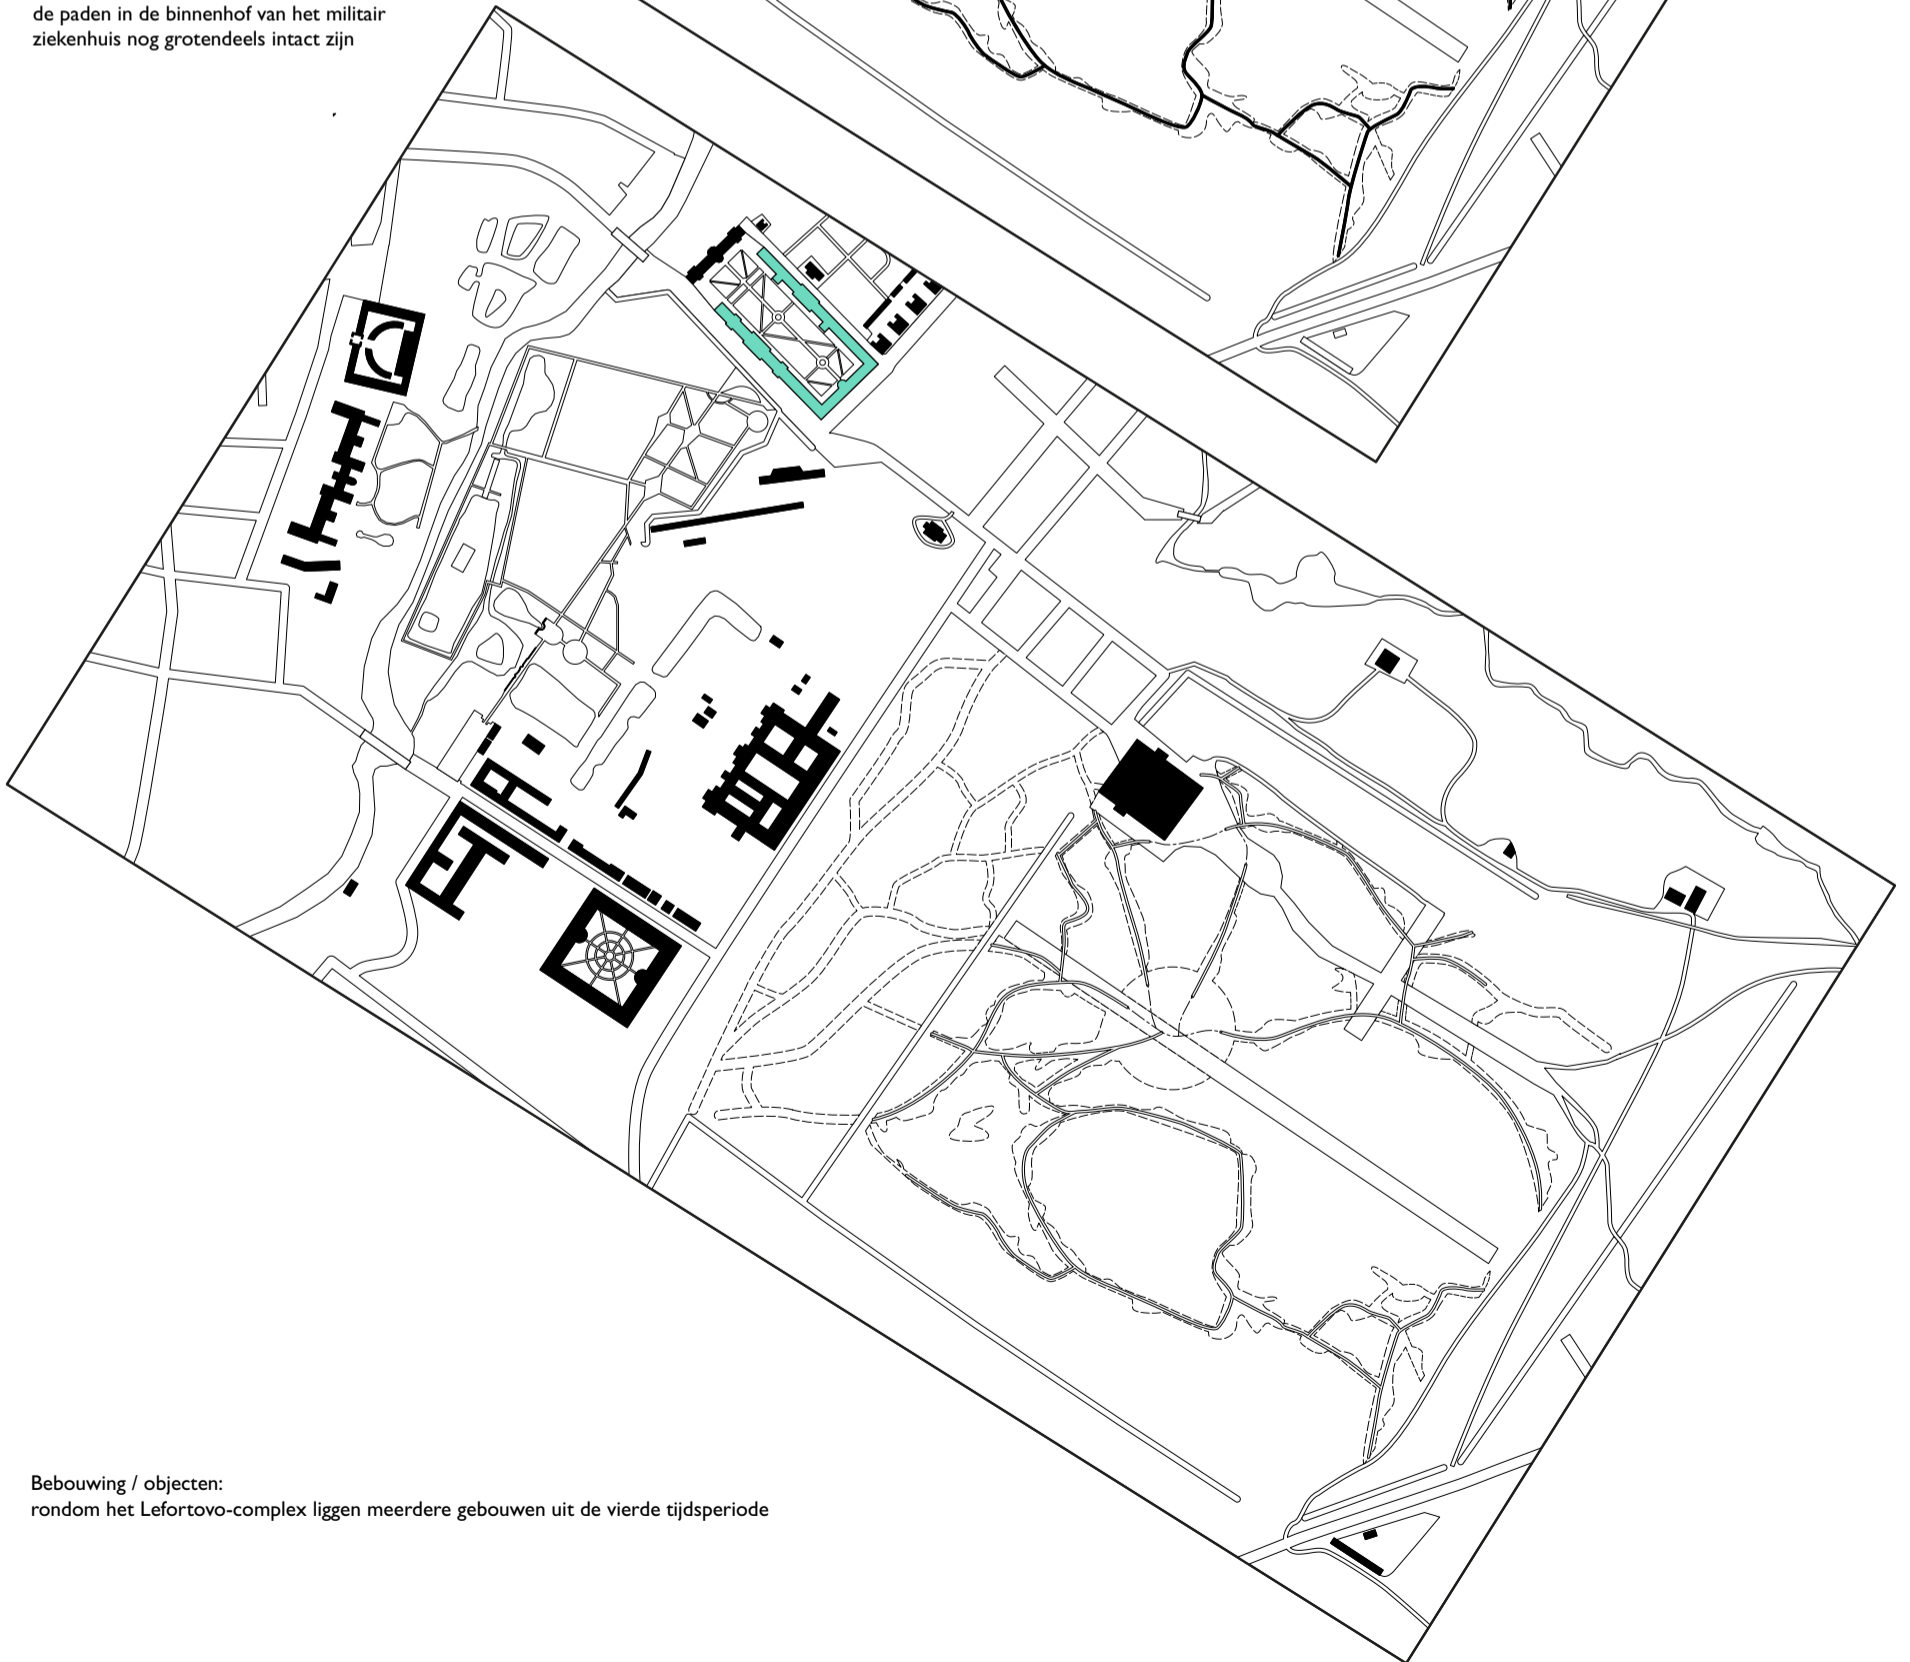 de paden in de binnenhof van het militair
ziekenhuis nog grotendeels intact zijn
Bebouwing / objecten:
rondom het Lefortovo-complex liggen meerdere gebouwen uit de vierde tijdsperiode